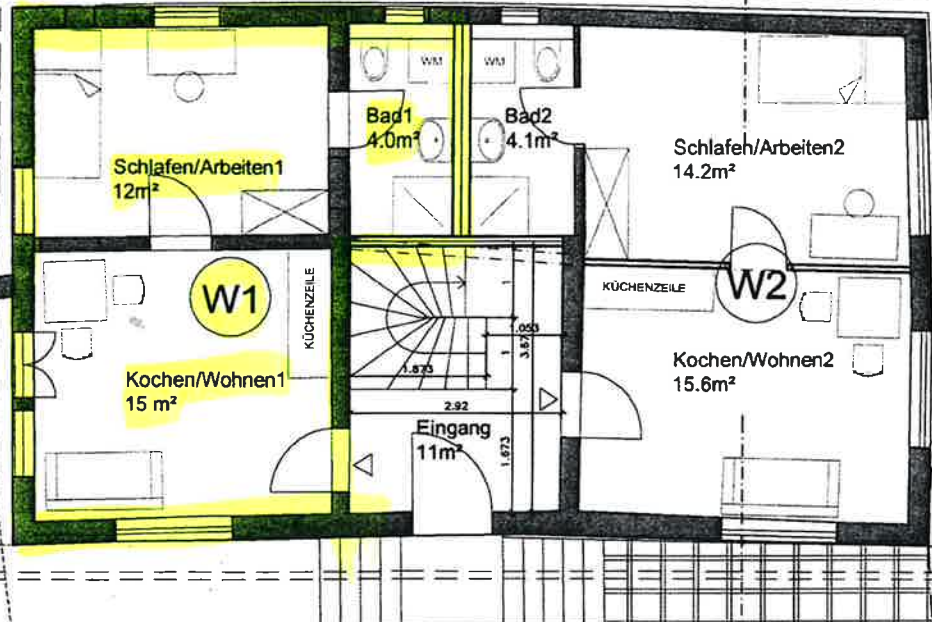 WM
WM
Bad1
4.0m²
Bad2
4.1m²
Schlafen/Arbeiten1
12m²
Schlafen/Arbeiten2
14.2m²
W1
KÜCHENZEILE
KÜCHENZEILE
W2
1
1.053
1
3.67
1.873
Kochen/Wohnen1
15 m²
Kochen/Wohnen2
15.6m²
2.92
Eingang
11m²
1.673